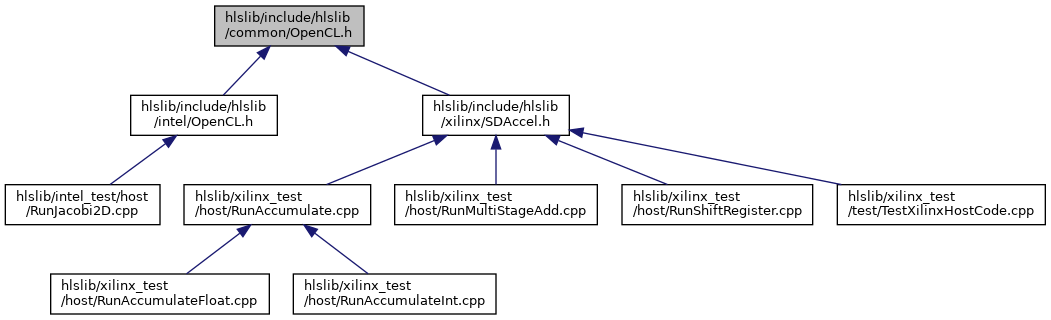 hlslib/include/hlslib
/common/OpenCL.h
hlslib/include/hlslib
/intel/OpenCL.h
hlslib/include/hlslib
/xilinx/SDAccel.h
hlslib/intel_test/host
/RunJacobi2D.cpp
hlslib/xilinx_test
/host/RunAccumulate.cpp
hlslib/xilinx_test
/host/RunMultiStageAdd.cpp
hlslib/xilinx_test
/host/RunShiftRegister.cpp
hlslib/xilinx_test
/test/TestXilinxHostCode.cpp
hlslib/xilinx_test
/host/RunAccumulateFloat.cpp
hlslib/xilinx_test
/host/RunAccumulateInt.cpp